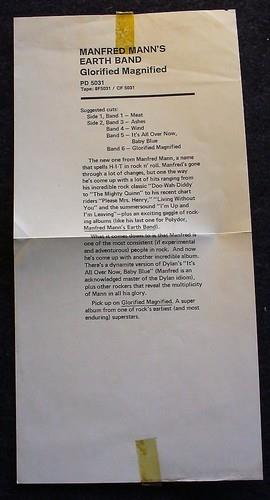 MANFRED MANN'S
EARTH BAND
Glorified Magnified
PD 5031
Tape: 8F5031 / CF 5031
Suggested cuts:
Side 1, Band 1 — Meat
Side 2, Band 3 — Ashes
Band 4 — Wind
Band 5 — It's All Over Now,
Baby Blue
Band 6 — Glorified Magnified
The new one from Manfred Mann, a name
that spells H-I-T in rock n' roll. Manfred's gone
through a lot of changes, but one the way
he's come up with a lot of hits ranging from
his incredible rock classic "Doo Wah Diddy
to "The Mighty Quinn" to his recent chart
riders "Please Mrs. Henry," "Living Without
You" and the summersound "I'm Up and
I'm Leaving"—plus an exciting gaggle of rock-
ing albums (like his last one for Polydor,
Manfred Mann's Earth Band).
What it comes down to is that Manfred is
one of the most consistent (if experimental
and adventurous) people in rock. And now
he's come up with another incredible album.
There's a dynamite version of Dylan's "It's
All Over Now, Baby Blue" (Manfred is an
acknowledged master of the Dylan idiom),
plus other rockers that reveal the multiplicity
of Mann in all his glory.
Pick up on Glorified Magnified. A super
album from one of rock's earliest (and most
enduring) superstars.